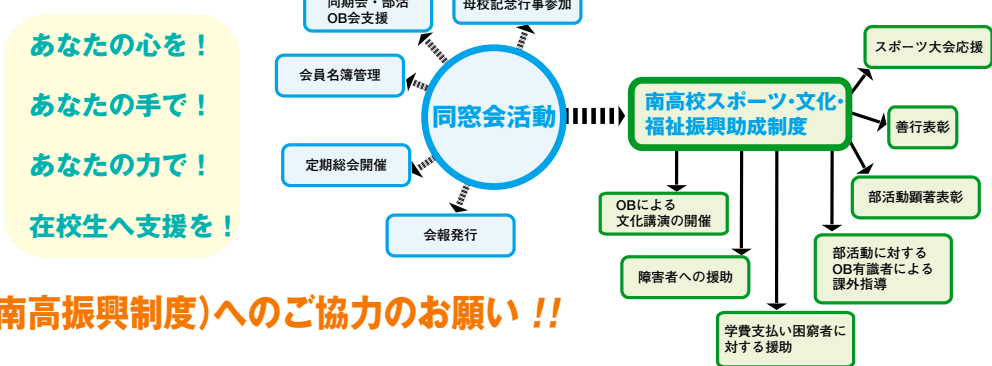 あなたの心を！
あなたの手で！
あなたの力で！
在校生へ支援を！
同期会・部活
OB会支援
母校記念行事参加
会員名簿管理
同窓会活動
定期総会開催
会報発行
南高校スポーツ・文化・
福祉振興助成制度
スポーツ大会応援
善行表彰
部活動顕著表彰
OBによる
文化講演の開催
障害者への援助
学費支払い困窮者に
対する援助
部活動に対する
OB有識者による
課外指導
南高振興制度）へのご協力のお願い!!